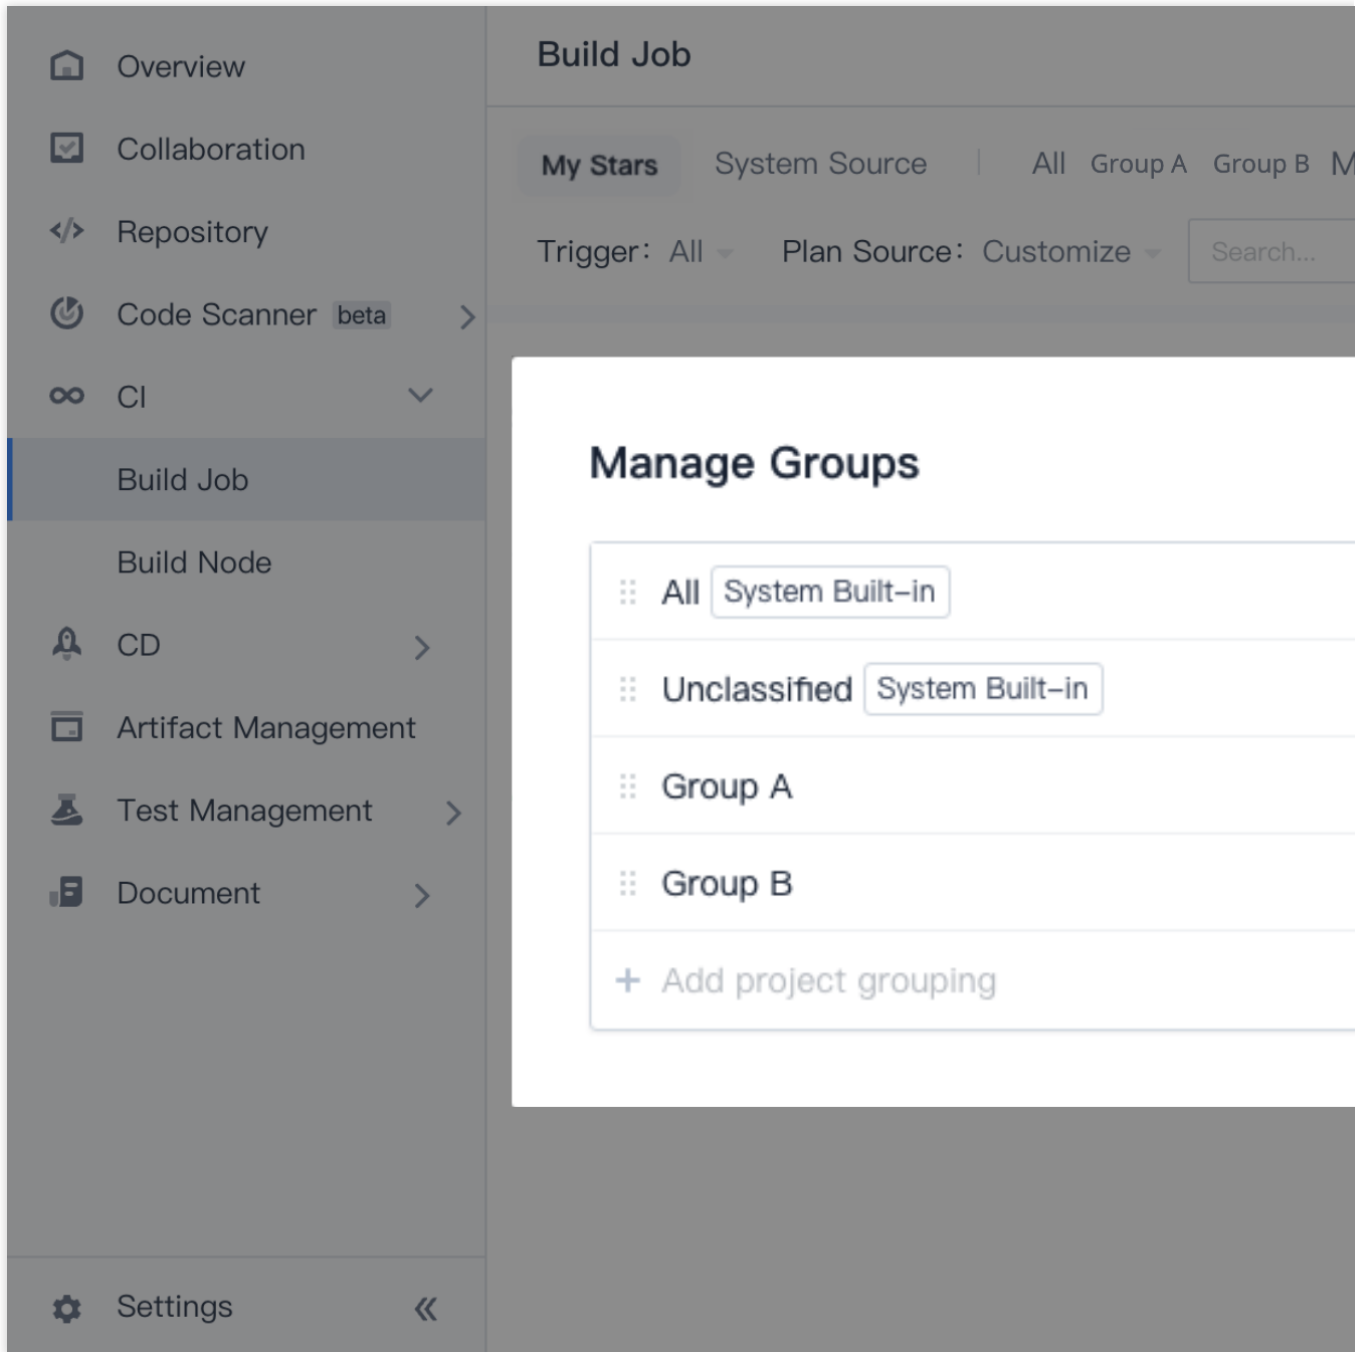 Overview
Collaboration
Repository
Code Scanner beta
CI
Build Job
Build Node
CD
Artifact Management
Test Management
Document
Settings
Build Job
My Stars System Source All Group A Group B
Trigger: All Plan Source: Customize Search...
Manage Groups
All System Built-in
Unclassified System Built-in
Group A
Group B
+ Add project grouping